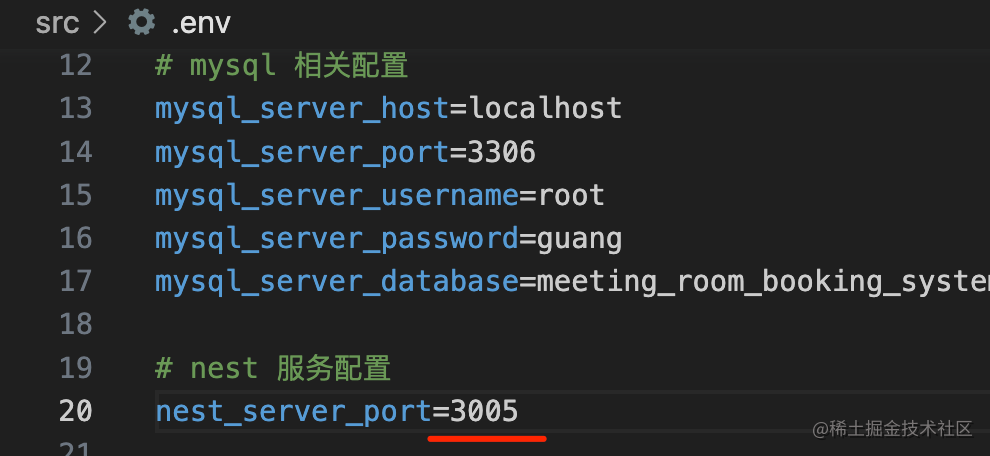 src > .env
12 # mysql 相关配置
13 mysql_server_host=localhost
14 mysql_server_port=3306
15 mysql_server_username=root
16 mysql_server_password=guang
17 mysql_server_database=meeting_room_booking_system
18
19 # nest 服务配置
20 nest_server_port=3005
21
@稀土掘金技术社区